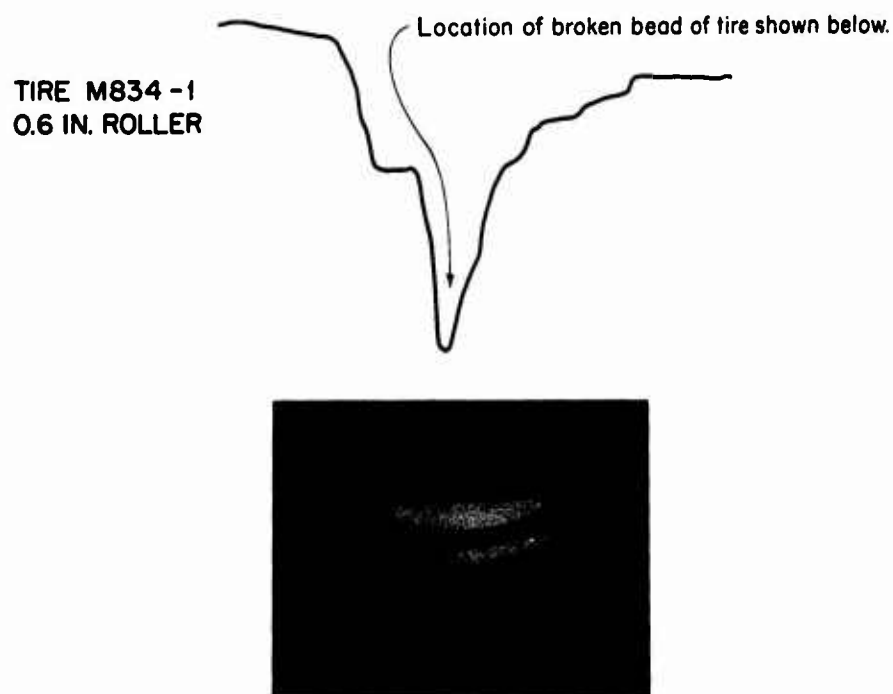 Location of broken bead of tire shown below.
TIRE M834-1
0.6 IN. ROLLER